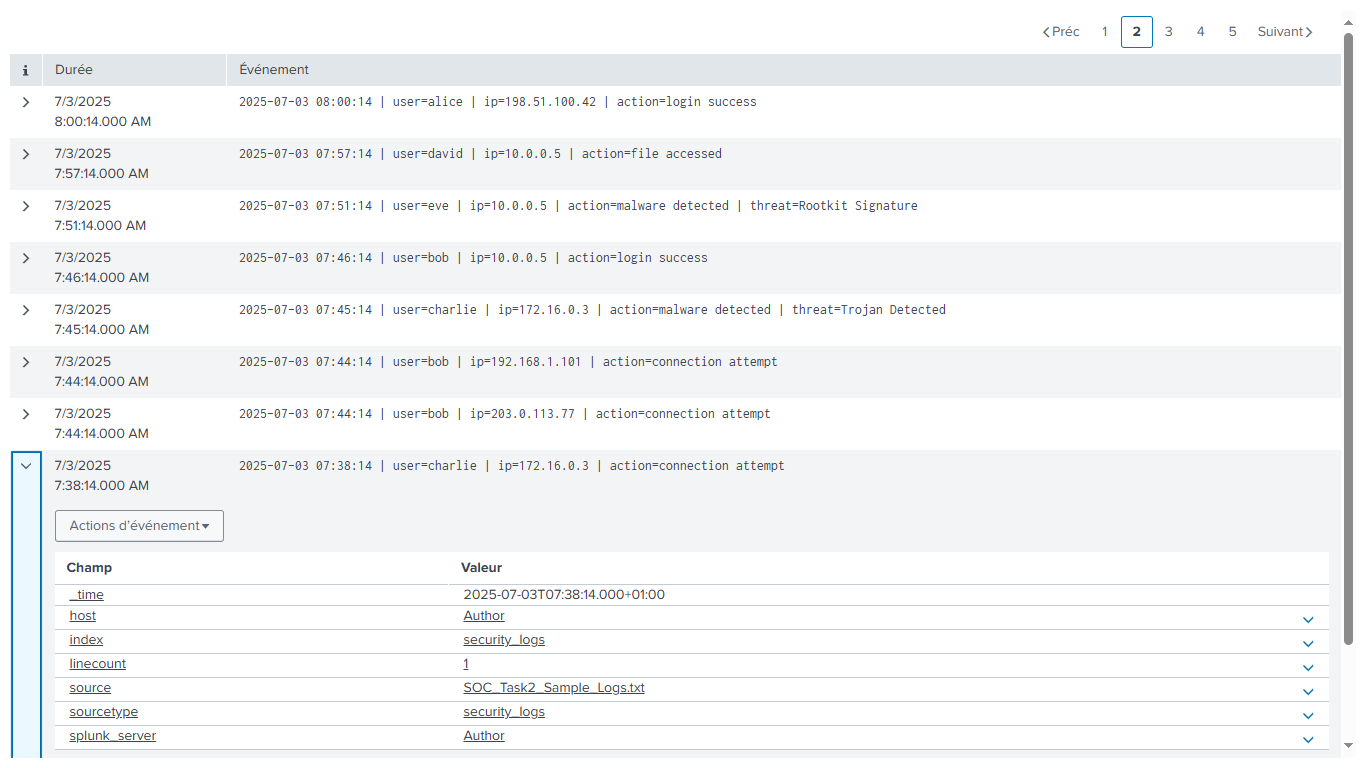 Préc 1 2 3 4 5 Suivant
i Durée Événement
7/3/2025 2025-07-03 08:00:14 | user=alice | ip=198.51.100.42 | action=login success
8:00:14.000 AM
7/3/2025 2025-07-03 07:57:14 | user=david | ip=10.0.0.5 | action=file accessed
7:57:14.000 AM
7/3/2025 2025-07-03 07:51:14 | user=eve | ip=10.0.0.5 | action=malware detected | threat=Rootkit Signature
7:51:14.000 AM
7/3/2025 2025-07-03 07:46:14 | user=bob | ip=10.0.0.5 | action=login success
7:46:14.000 AM
7/3/2025 2025-07-03 07:45:14 | user=charlie | ip=172.16.0.3 | action=malware detected | threat=Trojan Detected
7:45:14.000 AM
7/3/2025 2025-07-03 07:44:14 | user=bob | ip=192.168.1.101 | action=connection attempt
7:44:14.000 AM
7/3/2025 2025-07-03 07:44:14 | user=bob | ip=203.0.113.77 | action=connection attempt
7:44:14.000 AM
7/3/2025 2025-07-03 07:38:14 | user=charlie | ip=172.16.0.3 | action=connection attempt
7:38:14.000 AM
Actions d’événement
Champ Valeur
_time 2025-07-03T07:38:14.000+01:00
host Author
index security_logs
linecount 1
source SOC_Task2_Sample_Logs.txt
sourcetype security_logs
splunk_server Author